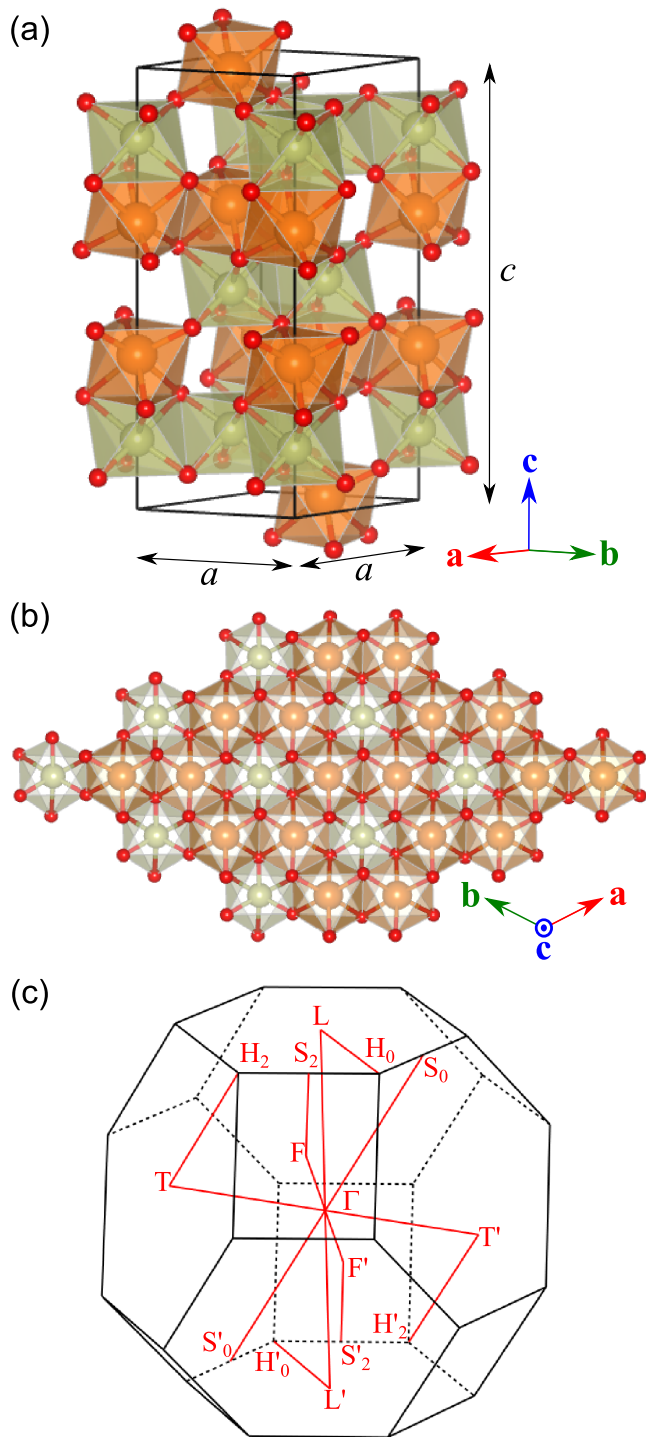 (a)
c
c
a b
a a
(b)
b a
c
(c)
L
H₂ S₂ H₀ S₀
F
T Γ
T'
F'
S'₀ H'₀ S'₂ H'₂
L'